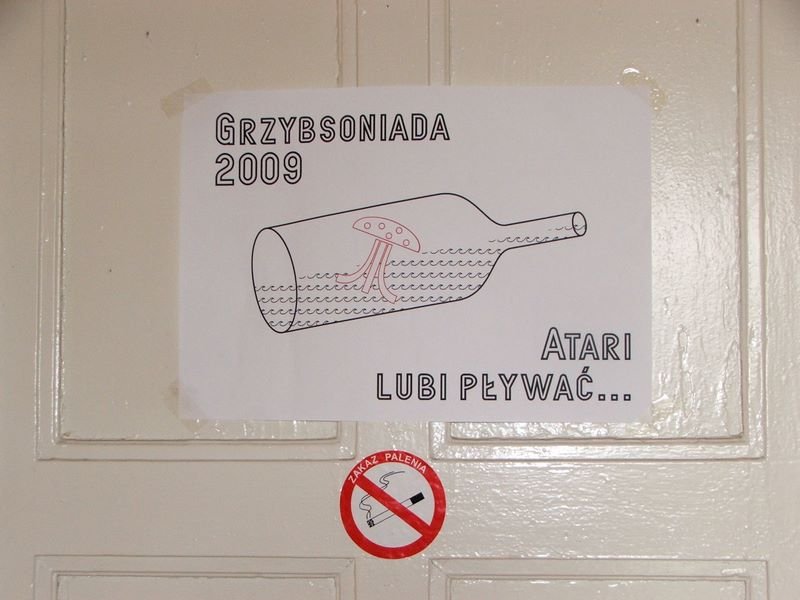 GRZYBSONIADA
2009
ATARI
LUBI PŁYWAĆ...
ZAKAZ PALENIA